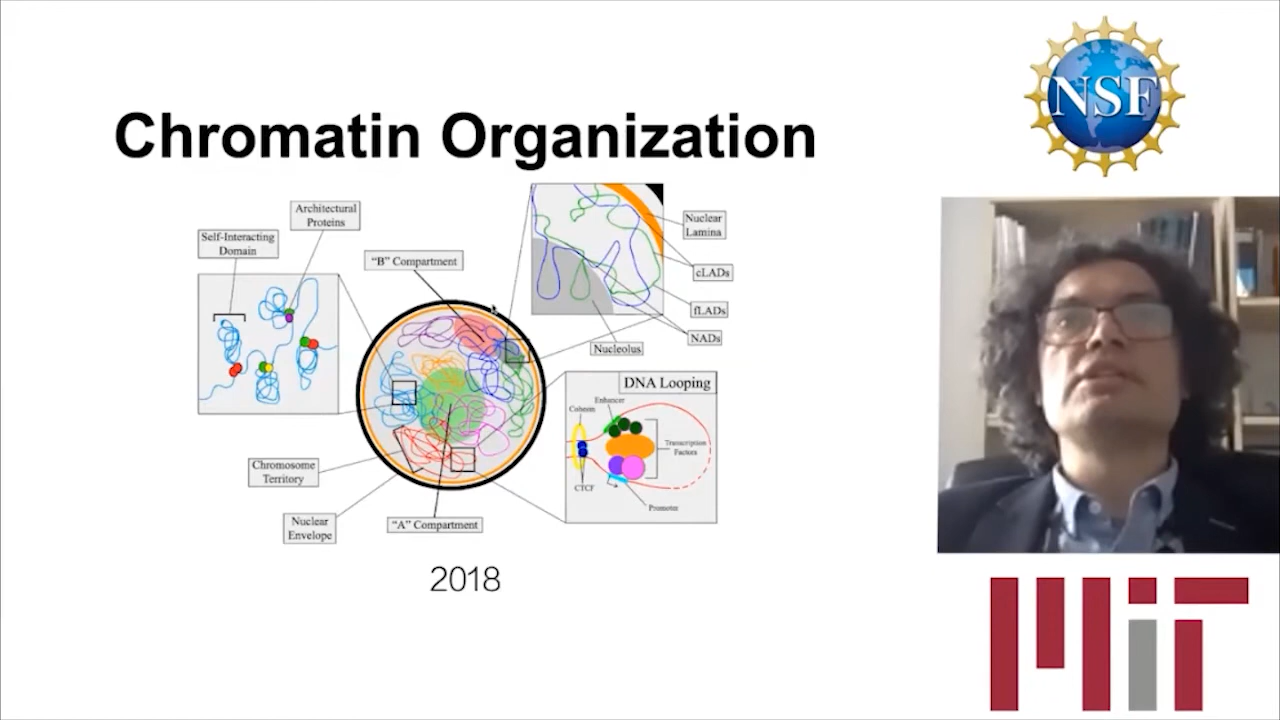 Chromatin Organization
Architectural
Proteins
Self-Interacting
Domain
"B" Compartment
Nuclear
Lamina
cLADs
fLADs
NADs
Nucleolus
DNA Looping
Enhancer
Cohesin
Transcription
Factors
CTCF
Promoter
Chromosome
Territory
Nuclear
Envelope
"A" Compartment
2018
NSF
MIT